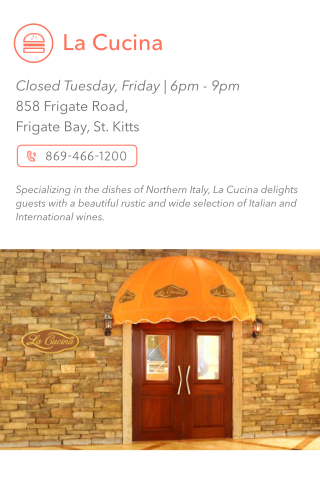 La Cucina
Closed Tuesday, Friday | 6pm - 9pm
858 Frigate Road,
Frigate Bay, St. Kitts
869-466-1200
Specializing in the dishes of Northern Italy, La Cucina delights
guests with a beautiful rustic and wide selection of Italian and
International wines.
La Cucina
La Cucina